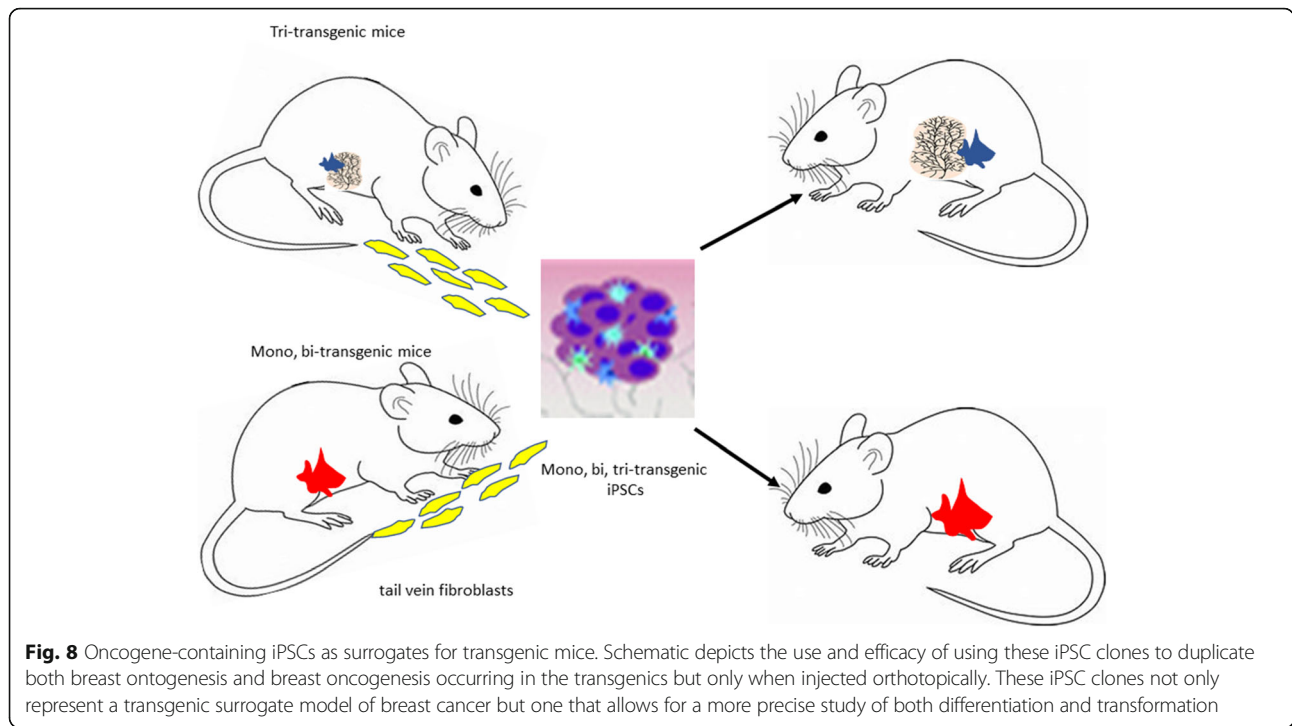 Tri-transgenic mice
Mono, bi-transgenic mice
Mono, bi, tri-transgenic
iPSCs
tail vein fibroblasts
Fig. 8 Oncogene-containing iPSCs as surrogates for transgenic mice. Schematic depicts the use and efficacy of using these iPSC clones to duplicate
both breast ontogenesis and breast oncogenesis occurring in the transgenics but only when injected orthotopically. These iPSC clones not only
represent a transgenic surrogate model of breast cancer but one that allows for a more precise study of both differentiation and transformation